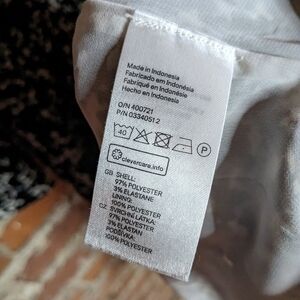 Made in Indonesia
Fabricado em Indonésia
Fabriqué en Indonésie
Hecho en Indonesia
O/N 400721
P/N 03340512
40 P
clevercare.info
GB SHELL:
97% POLYESTER
3% ELASTANE
LINING:
100% POLYESTER
CZ SVRCHNÍ LÁTKA:
97% POLYESTER
3% ELASTAN
PODŠÍVKA:
100% POLYESTER